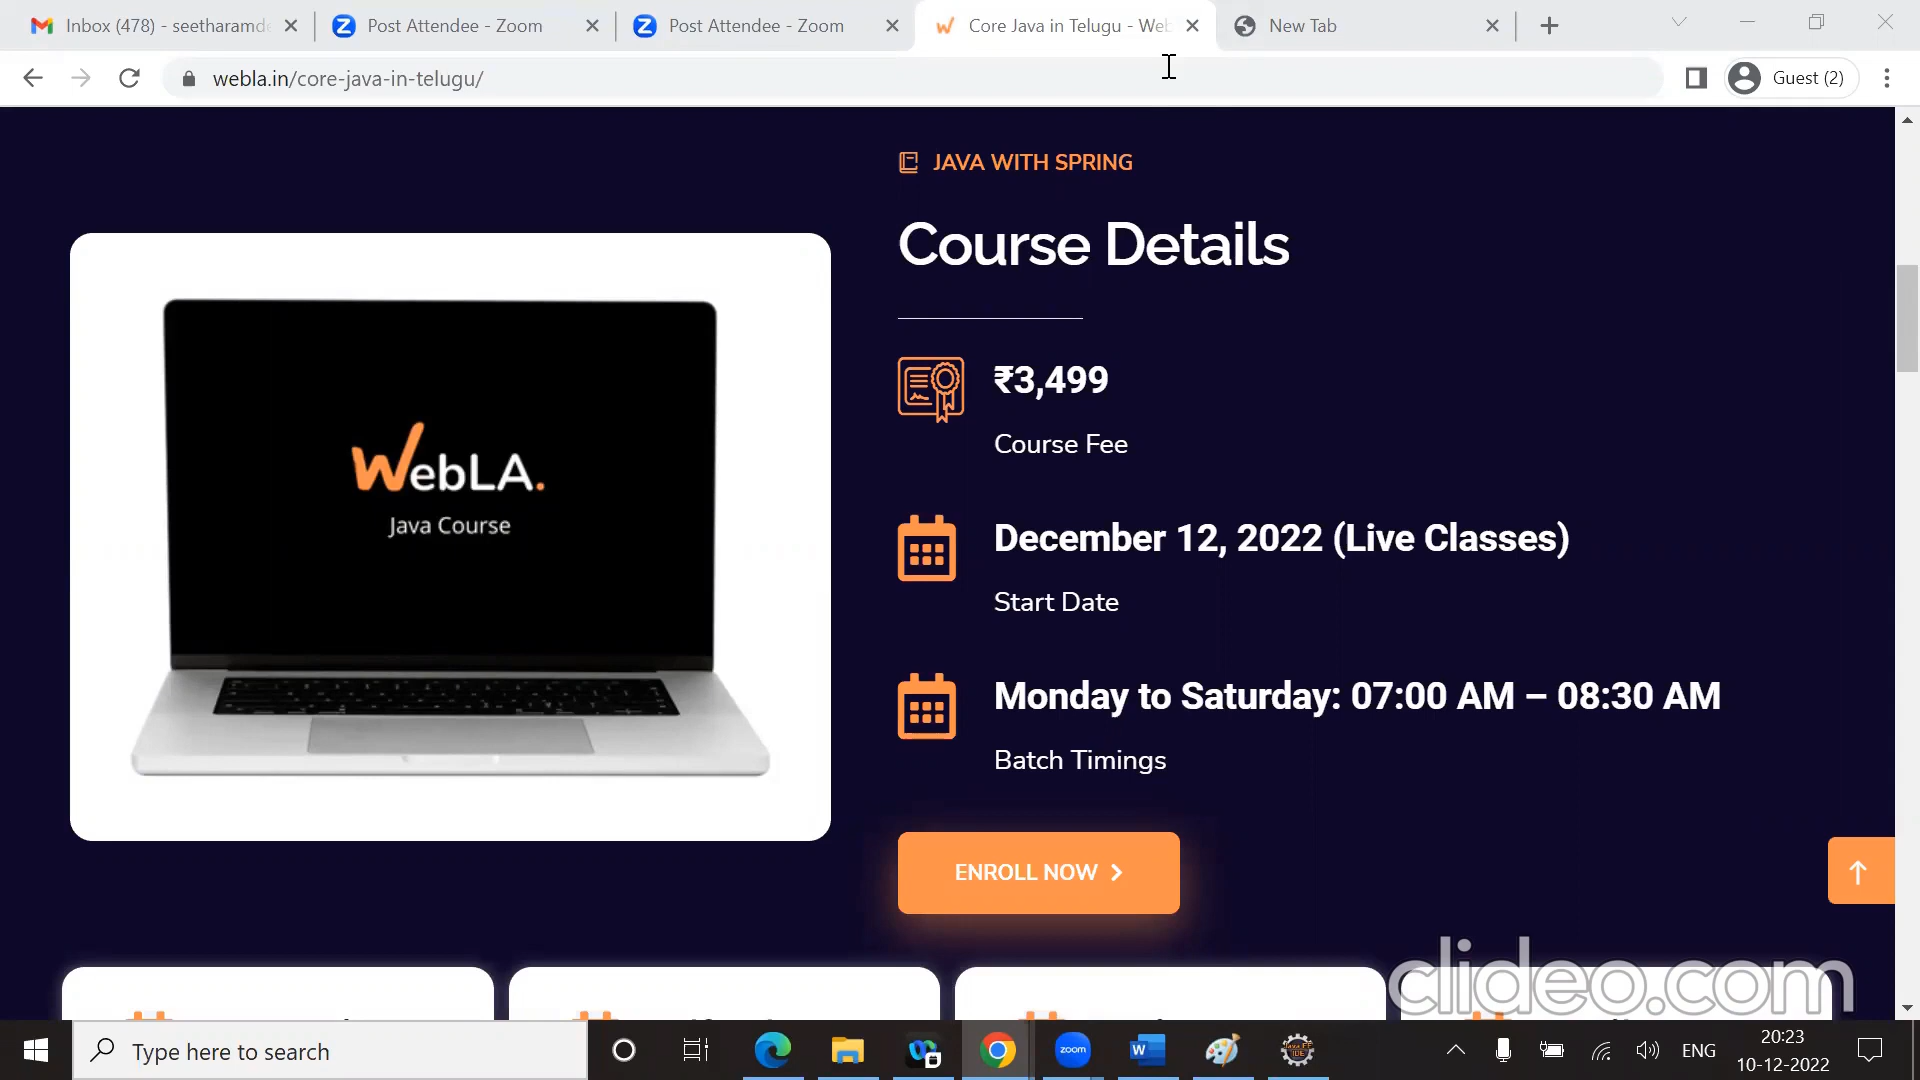 Inbox (478) - seetharamde
Post Attendee - Zoom
Post Attendee - Zoom
Core Java in Telugu - Web
New Tab
webla.in/core-java-in-telugu/
Guest (2)
JAVA WITH SPRING
Course Details
₹3,499
Course Fee
WebLA.
Java Course
December 12, 2022 (Live Classes)
Start Date
Monday to Saturday: 07:00 AM – 08:30 AM
Batch Timings
ENROLL NOW
clideo.com
Type here to search
zoom
W
ENG
20:23
10-12-2022